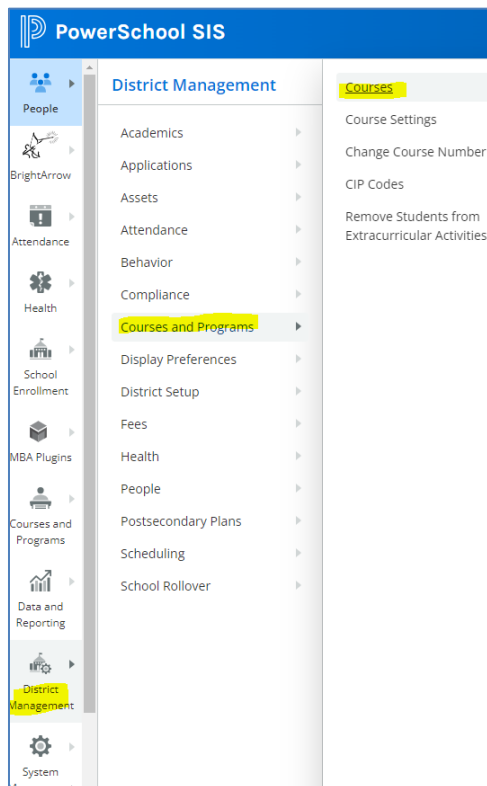 PowerSchool SIS
People
BrightArrow
Attendance
Health
School
Enrollment
MBA Plugins
Courses and
Programs
Data and
Reporting
District
Management
System
District Management
Academics
Applications
Assets
Attendance
Behavior
Compliance
Courses and Programs
Display Preferences
District Setup
Fees
Health
People
Postsecondary Plans
Scheduling
School Rollover
Courses
Course Settings
Change Course Number
CIP Codes
Remove Students from
Extracurricular Activities